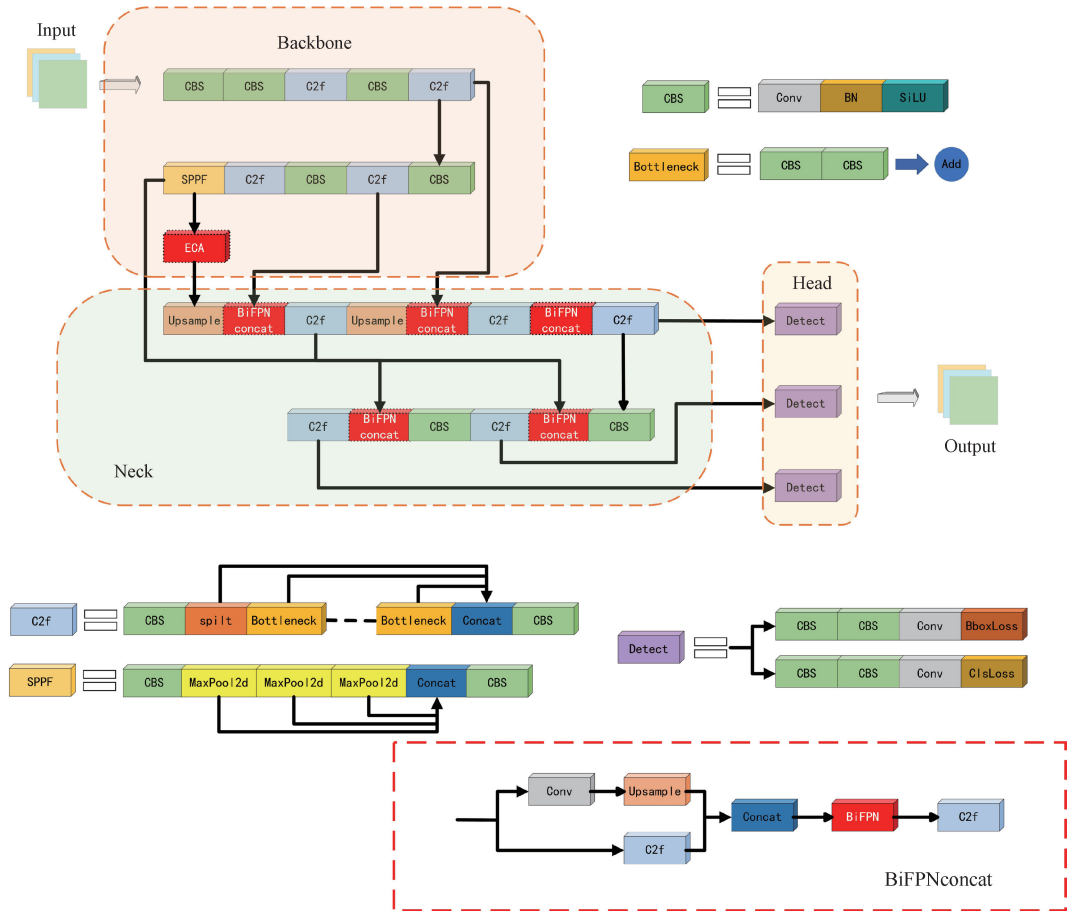 Input
Backbone
CBS CBS C2f CBS C2f
SPPF C2f CBS C2f CBS
ECA
CBS Conv BN SiLU
Bottleneck CBS CBS Add
Upsample BiFPN concat C2f Upsample BiFPN concat C2f BiFPN concat C2f
C2f BiFPN concat CBS C2f BiFPN concat CBS
Neck
Head
Detect
Detect
Detect
Output
C2f CBS spilt Bottleneck Bottleneck Concat CBS
SPPF CBS MaxPool2d MaxPool2d MaxPool2d Concat CBS
Detect
CBS CBS Conv BboxLoss
CBS CBS Conv ClsLoss
Conv Upsample
C2f
Concat BiFPN C2f
BiFPNconcat